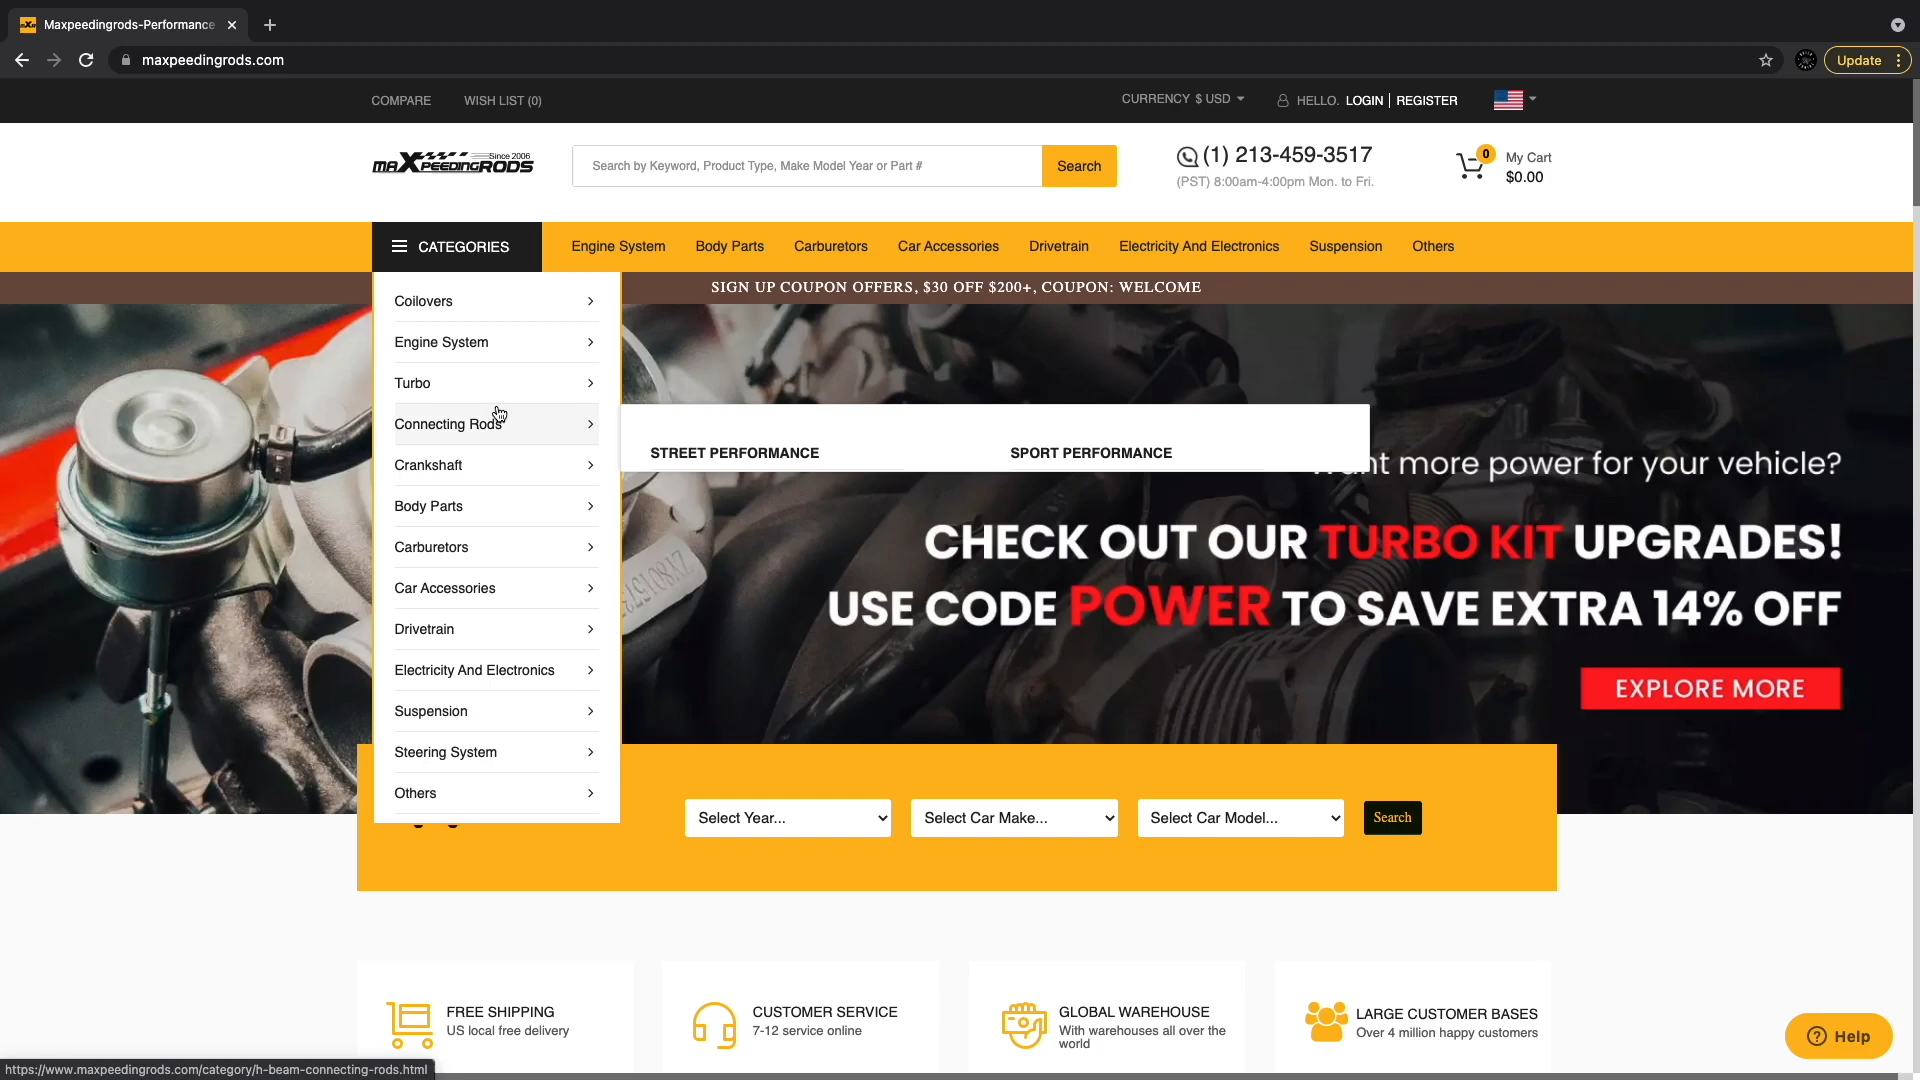 Maxpeedingrods-Performance
maxpeedingrods.com
Update
COMPARE
WISH LIST (0)
CURRENCY $ USD
HELLO. LOGIN | REGISTER
Since 2006
MAXPEEDINGRODS
Search by Keyword, Product Type, Make Model Year or Part #
Search
(1) 213-459-3517
(PST) 8:00am-4:00pm Mon. to Fri.
0
My Cart
$0.00
CATEGORIES
Engine System
Body Parts
Carburetors
Car Accessories
Drivetrain
Electricity And Electronics
Suspension
Others
SIGN UP COUPON OFFERS, $30 OFF $200+, COUPON: WELCOME
Coilovers
Engine System
Turbo
Connecting Rods
Crankshaft
Body Parts
Carburetors
Car Accessories
Drivetrain
Electricity And Electronics
Suspension
Steering System
Others
STREET PERFORMANCE
SPORT PERFORMANCE
more power for your vehicle?
CHECK OUT OUR TURBO KIT UPGRADES!
USE CODE POWER TO SAVE EXTRA 14% OFF
EXPLORE MORE
Select Year...
Select Car Make...
Select Car Model...
Search
FREE SHIPPING
US local free delivery
CUSTOMER SERVICE
7-12 service online
GLOBAL WAREHOUSE
With warehouses all over the
world
LARGE CUSTOMER BASES
Over 4 million happy customers
Help
https://www.maxpeedingrods.com/category/h-beam-connecting-rods.html